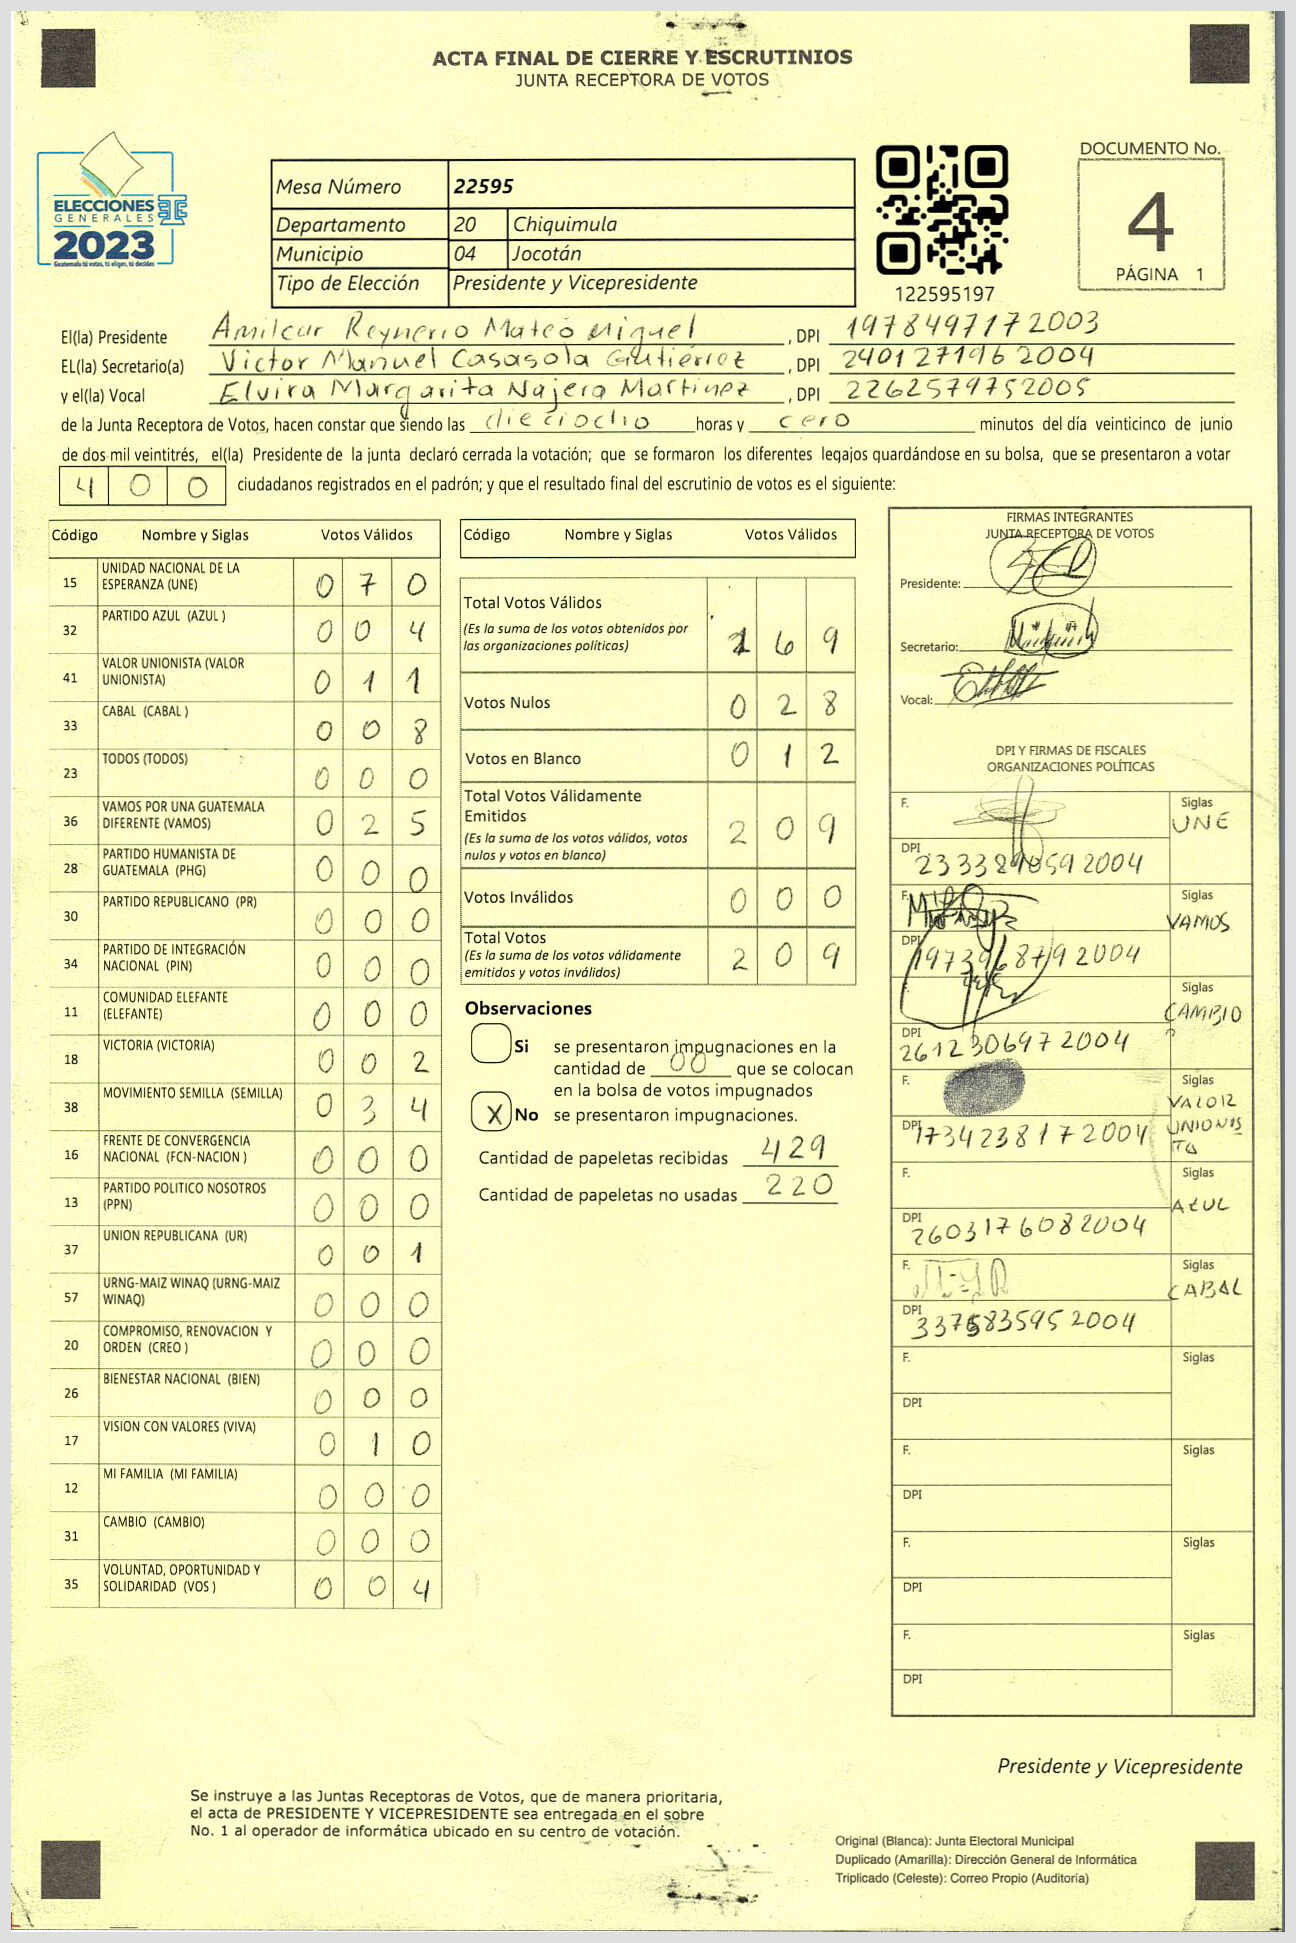 ACTA FINAL DE CIERRE Y ESCRUTINIOS
JUNTA RECEPTORA DE VOTOS
ELECCIONES
GENERALES
2023
Guatemala tú votas, tú eliges, tú decides
Mesa Número 22595
Departamento 20 Chiquimula
Municipio 04 Jocotán
Tipo de Elección Presidente y Vicepresidente
122595197
DOCUMENTO No.
4
PÁGINA 1
El(la) Presidente Amilcar Reynerio Mateo Miguel , DPI 1978497172003
EL(la) Secretario(a) Victor Manuel Casasola Gutiérrez , DPI 240127196 2004
y el(la) Vocal Elvira Margarita Najera Martinez , DPI 2262579752005
de la Junta Receptora de Votos, hacen constar que siendo las dieciocho horas y cero minutos del día veinticinco de junio
de dos mil veintitrés, el(la) Presidente de la junta declaró cerrada la votación; que se formaron los diferentes legajos guardándose en su bolsa, que se presentaron a votar
4 0 0 ciudadanos registrados en el padrón; y que el resultado final del escrutinio de votos es el siguiente:
Código Nombre y Siglas Votos Válidos
15 UNIDAD NACIONAL DE LA ESPERANZA (UNE) 0 7 0
32 PARTIDO AZUL (AZUL ) 0 0 4
41 VALOR UNIONISTA (VALOR UNIONISTA) 0 1 1
33 CABAL (CABAL ) 0 0 8
23 TODOS (TODOS) 0 0 0
36 VAMOS POR UNA GUATEMALA DIFERENTE (VAMOS) 0 2 5
28 PARTIDO HUMANISTA DE GUATEMALA (PHG) 0 0 0
30 PARTIDO REPUBLICANO (PR) 0 0 0
34 PARTIDO DE INTEGRACIÓN NACIONAL (PIN) 0 0 0
11 COMUNIDAD ELEFANTE (ELEFANTE) 0 0 0
18 VICTORIA (VICTORIA) 0 0 2
38 MOVIMIENTO SEMILLA (SEMILLA) 0 3 4
16 FRENTE DE CONVERGENCIA NACIONAL (FCN-NACION ) 0 0 0
13 PARTIDO POLITICO NOSOTROS (PPN) 0 0 0
37 UNION REPUBLICANA (UR) 0 0 1
57 URNG-MAIZ WINAQ (URNG-MAIZ WINAQ) 0 0 0
20 COMPROMISO, RENOVACION Y ORDEN (CREO ) 0 0 0
26 BIENESTAR NACIONAL (BIEN) 0 0 0
17 VISION CON VALORES (VIVA) 0 1 0
12 MI FAMILIA (MI FAMILIA) 0 0 0
31 CAMBIO (CAMBIO) 0 0 0
35 VOLUNTAD, OPORTUNIDAD Y SOLIDARIDAD (VOS ) 0 0 4
Código Nombre y Siglas Votos Válidos
Total Votos Válidos
(Es la suma de los votos obtenidos por las organizaciones políticas) 1 6 9
Votos Nulos 0 2 8
Votos en Blanco 0 1 2
Total Votos Válidamente Emitidos
(Es la suma de los votos válidos, votos nulos y votos en blanco) 2 0 9
Votos Inválidos 0 0 0
Total Votos
(Es la suma de los votos válidamente emitidos y votos inválidos) 2 0 9
Observaciones
Si se presentaron impugnaciones en la
cantidad de 00 que se colocan
en la bolsa de votos impugnados
X No se presentaron impugnaciones.
Cantidad de papeletas recibidas 429
Cantidad de papeletas no usadas 220
FIRMAS INTEGRANTES
JUNTA RECEPTORA DE VOTOS
Presidente:
Secretario:
Vocal:
DPI Y FIRMAS DE FISCALES
ORGANIZACIONES POLÍTICAS
F. Siglas
UNE
DPI
F. Siglas
VAMOS
DPI
Siglas
CAMBIO
DPI 261230697 2004
F. Siglas
VALOR
UNIONIS
TA
DPI 173423817 2004
F. Siglas
AZUL
DPI 2603176082004
F. Siglas
CABAL
DPI 337683595 2004
F. Siglas
DPI
F. Siglas
DPI
F. Siglas
DPI
F. Siglas
DPI
Presidente y Vicepresidente
Se instruye a las Juntas Receptoras de Votos, que de manera prioritaria,
el acta de PRESIDENTE Y VICEPRESIDENTE sea entregada en el sobre
No. 1 al operador de informática ubicado en su centro de votación.
Original (Blanca): Junta Electoral Municipal
Duplicado (Amarilla): Dirección General de Informática
Triplicado (Celeste): Correo Propio (Auditoría)